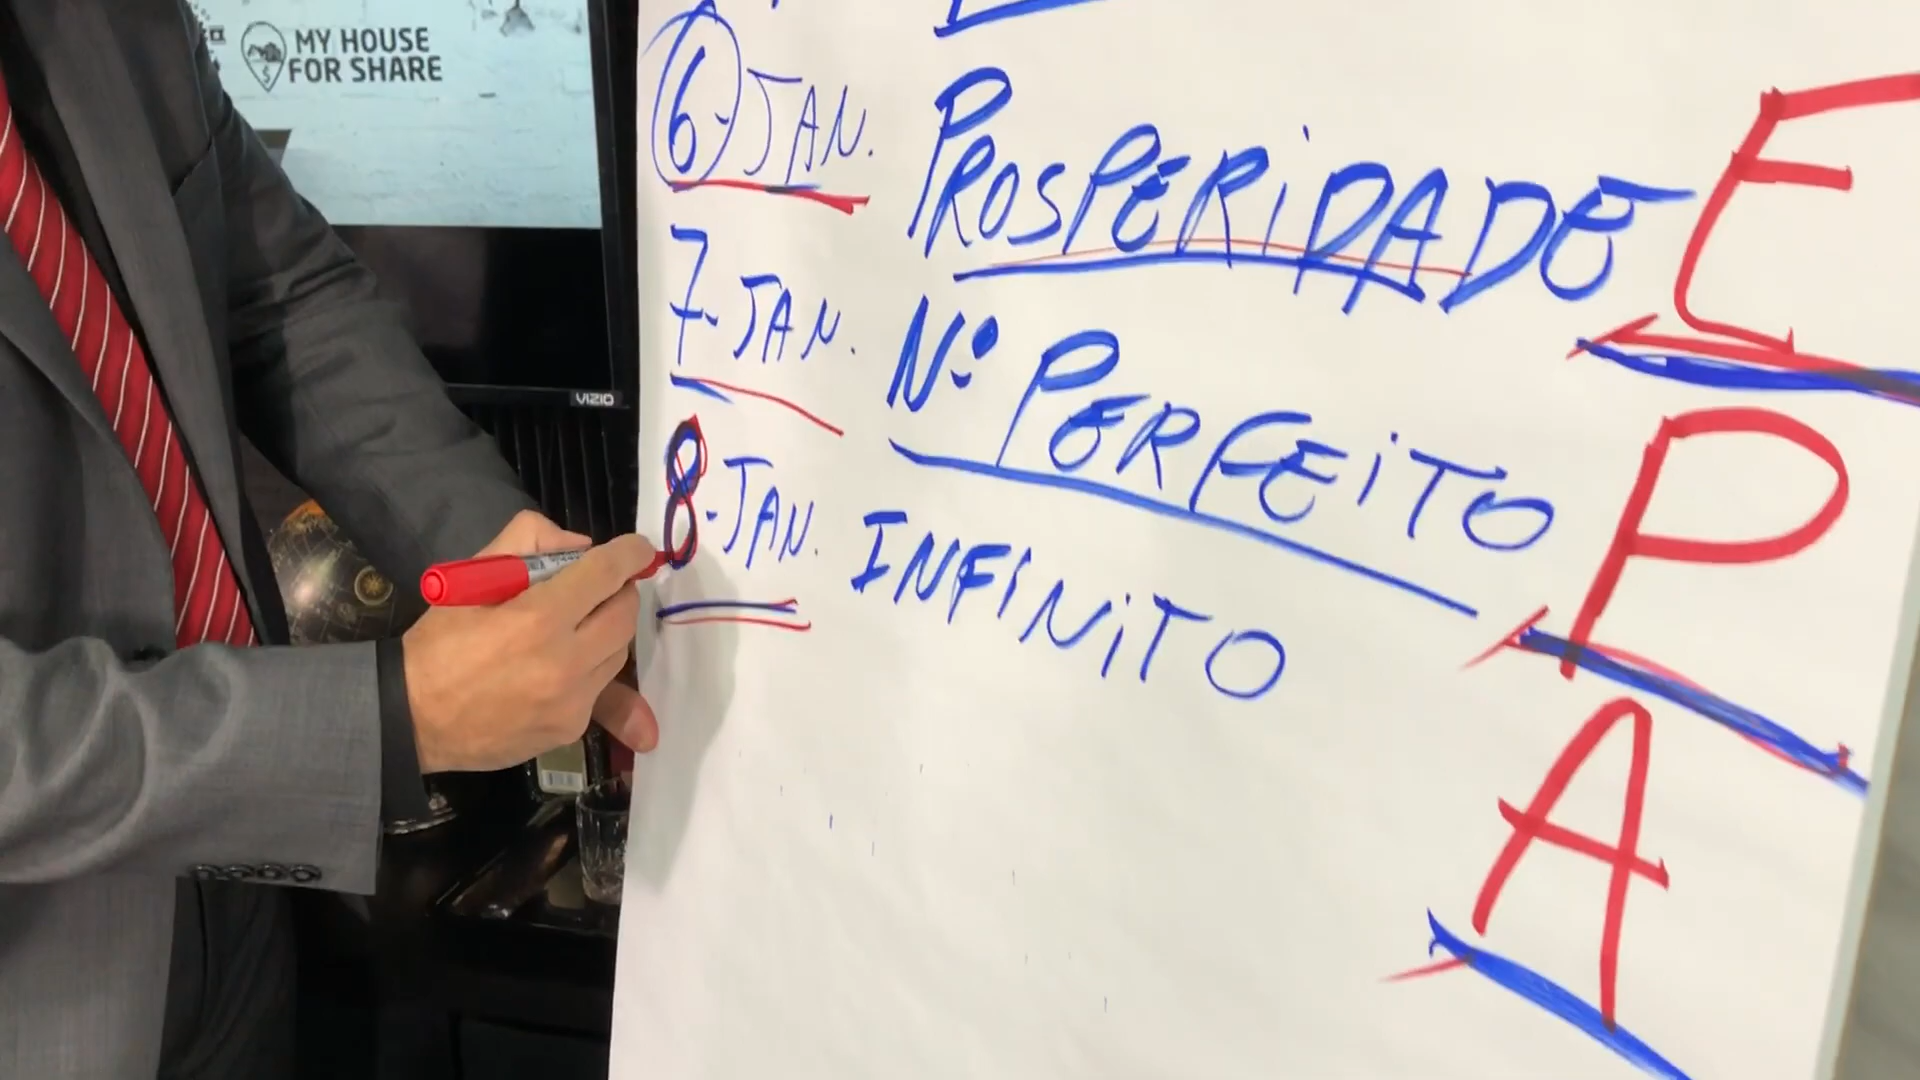 MY HOUSE
FOR SHARE
VIZIO
6-JAN. PROSPERIDADE E
7-JAN. Nº PERFEITO P
8-JAN. INFINITO
A